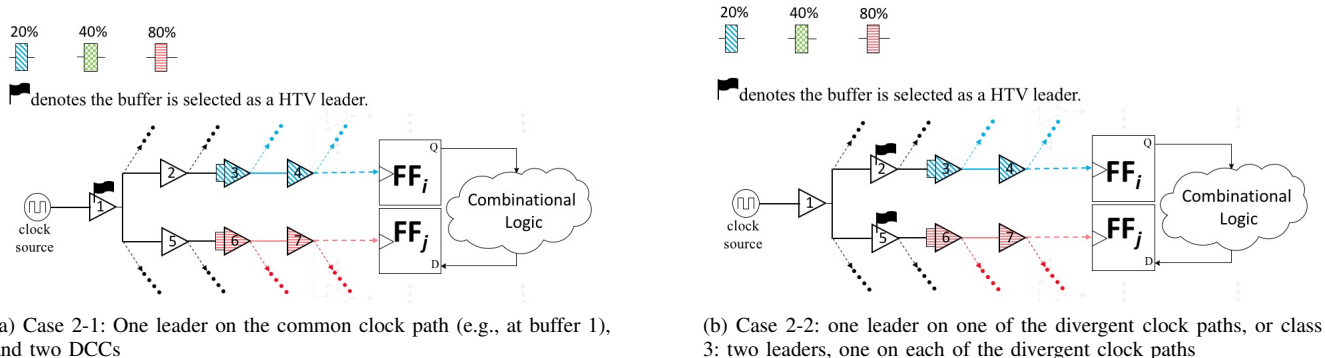 20% 40% 80%
denotes the buffer is selected as a HTV leader.
1
2
3
4
5
6
7
clock
source
Q
FFi
FFj
D
Combinational
Logic
a) Case 2-1: One leader on the common clock path (e.g., at buffer 1),
nd two DCCs
20% 40% 80%
denotes the buffer is selected as a HTV leader.
1
2
3
4
5
6
7
clock
source
Q
FFi
FFj
D
Combinational
Logic
(b) Case 2-2: one leader on one of the divergent clock paths, or class
3: two leaders, one on each of the divergent clock paths